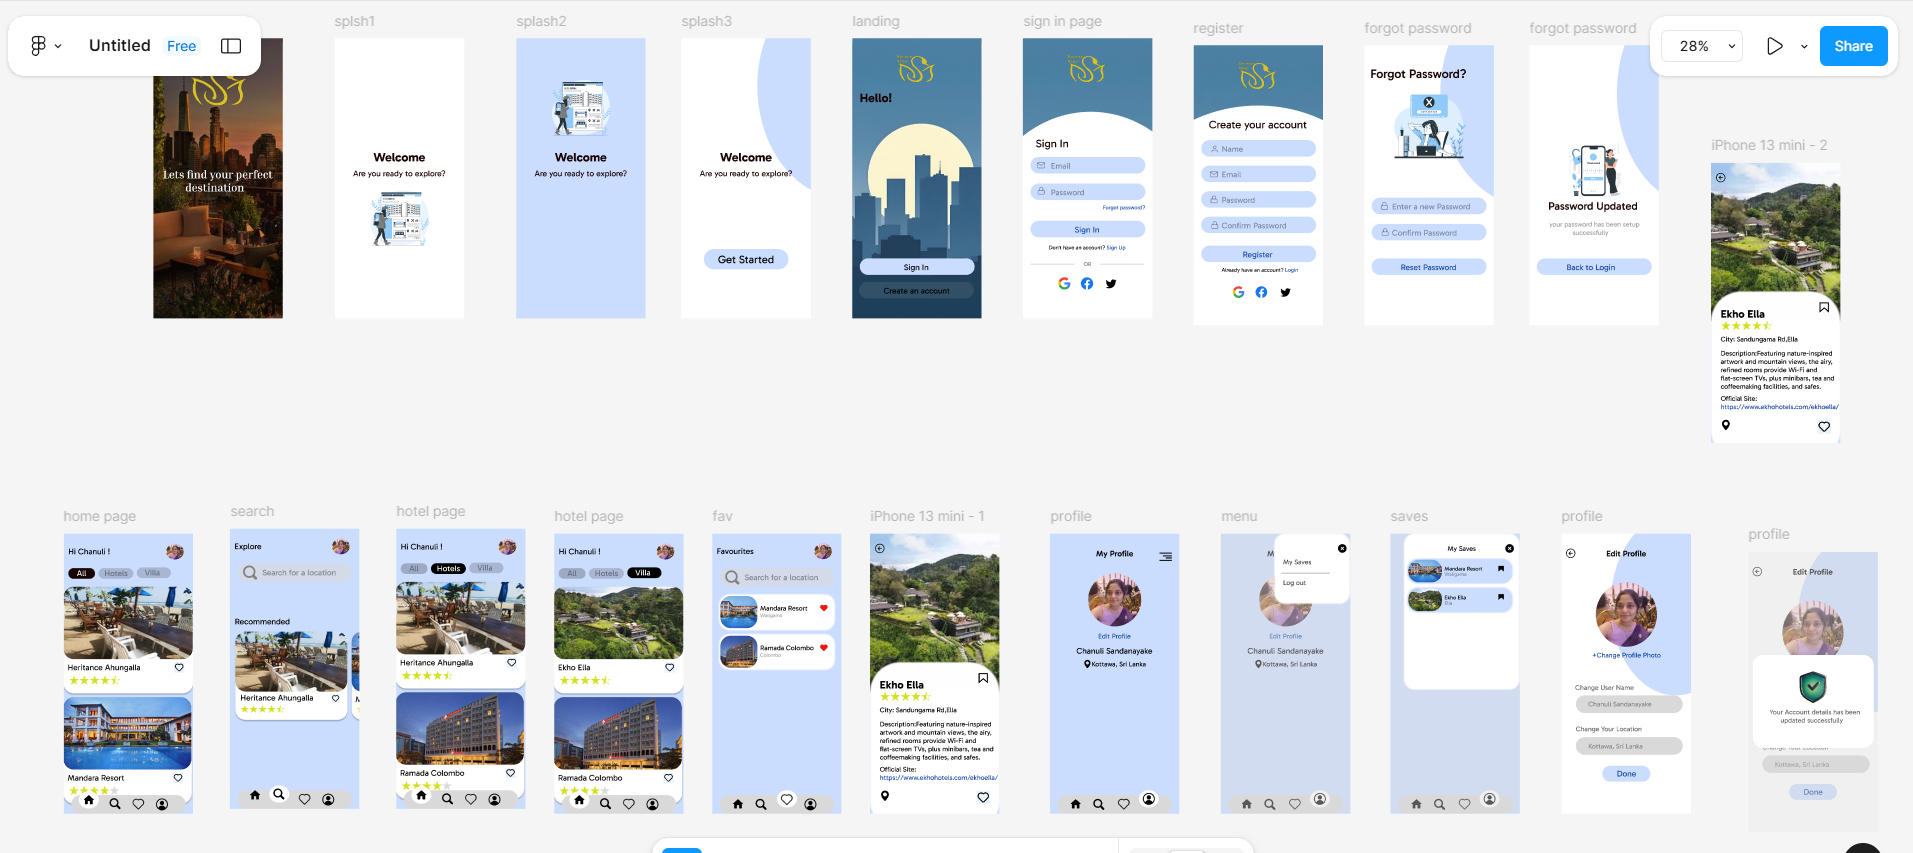 Untitled
Free
28%
Share
splsh1
splash2
splash3
landing
sign in page
register
forgot password
forgot password
iPhone 13 mini - 2
Lets find your perfect
destination
Welcome
Are you ready to explore?
Welcome
Are you ready to explore?
Welcome
Are you ready to explore?
Get Started
Hello!
Sign In
Create an account
Sign In
Email
Password
Forgot password?
Sign In
Don't have an account? Sign Up
OR
Create your account
Name
Email
Password
Confirm Password
Register
Already have an account? Login
Forgot Password?
Enter a new Password
Confirm Password
Reset Password
Password Updated
your password has been setup
successfully
Back to Login
Ekho Ella
City: Sandungama Rd,Ella
Description:Featuring nature-inspired
artwork and mountain views, the airy,
refined rooms provide Wi-Fi and
flat-screen TVs, plus minibars, tea and
coffeemaking facilities, and safes.
Official Site:
https://www.ekhohotels.com/ekhoella/
home page
search
hotel page
hotel page
fav
iPhone 13 mini - 1
profile
menu
saves
profile
profile
Hi Chanuli !
All
Hotels
Villa
Heritance Ahungalla
Mandara Resort
Explore
Search for a location
Recommended
Heritance Ahungalla
M
Hi Chanuli !
All
Hotels
Villa
Heritance Ahungalla
Ramada Colombo
Hi Chanuli !
All
Hotels
Villa
Ekho Ella
Ramada Colombo
Favourites
Search for a location
Mandara Resort
Weligama
Ramada Colombo
Colombo
Ekho Ella
City: Sandungama Rd,Ella
Description:Featuring nature-inspired
artwork and mountain views, the airy,
refined rooms provide Wi-Fi and
flat-screen TVs, plus minibars, tea and
coffeemaking facilities, and safes.
Official Site:
https://www.ekhohotels.com/ekhoella/
My Profile
Edit Profile
Chanuli Sandanayake
Kottawa, Sri Lanka
M
My Saves
Log out
Edit Profile
Chanuli Sandanayake
Kottawa, Sri Lanka
My Saves
Mandara Resort
Weligama
Ekho Ella
Ella
Edit Profile
+Change Profile Photo
Change User Name
Chanuli Sandanayake
Change Your Location
Kottawa, Sri Lanka
Done
Edit Profile
Your Account details has been
updated successfully
Change Your Location
Kottawa, Sri Lanka
Done